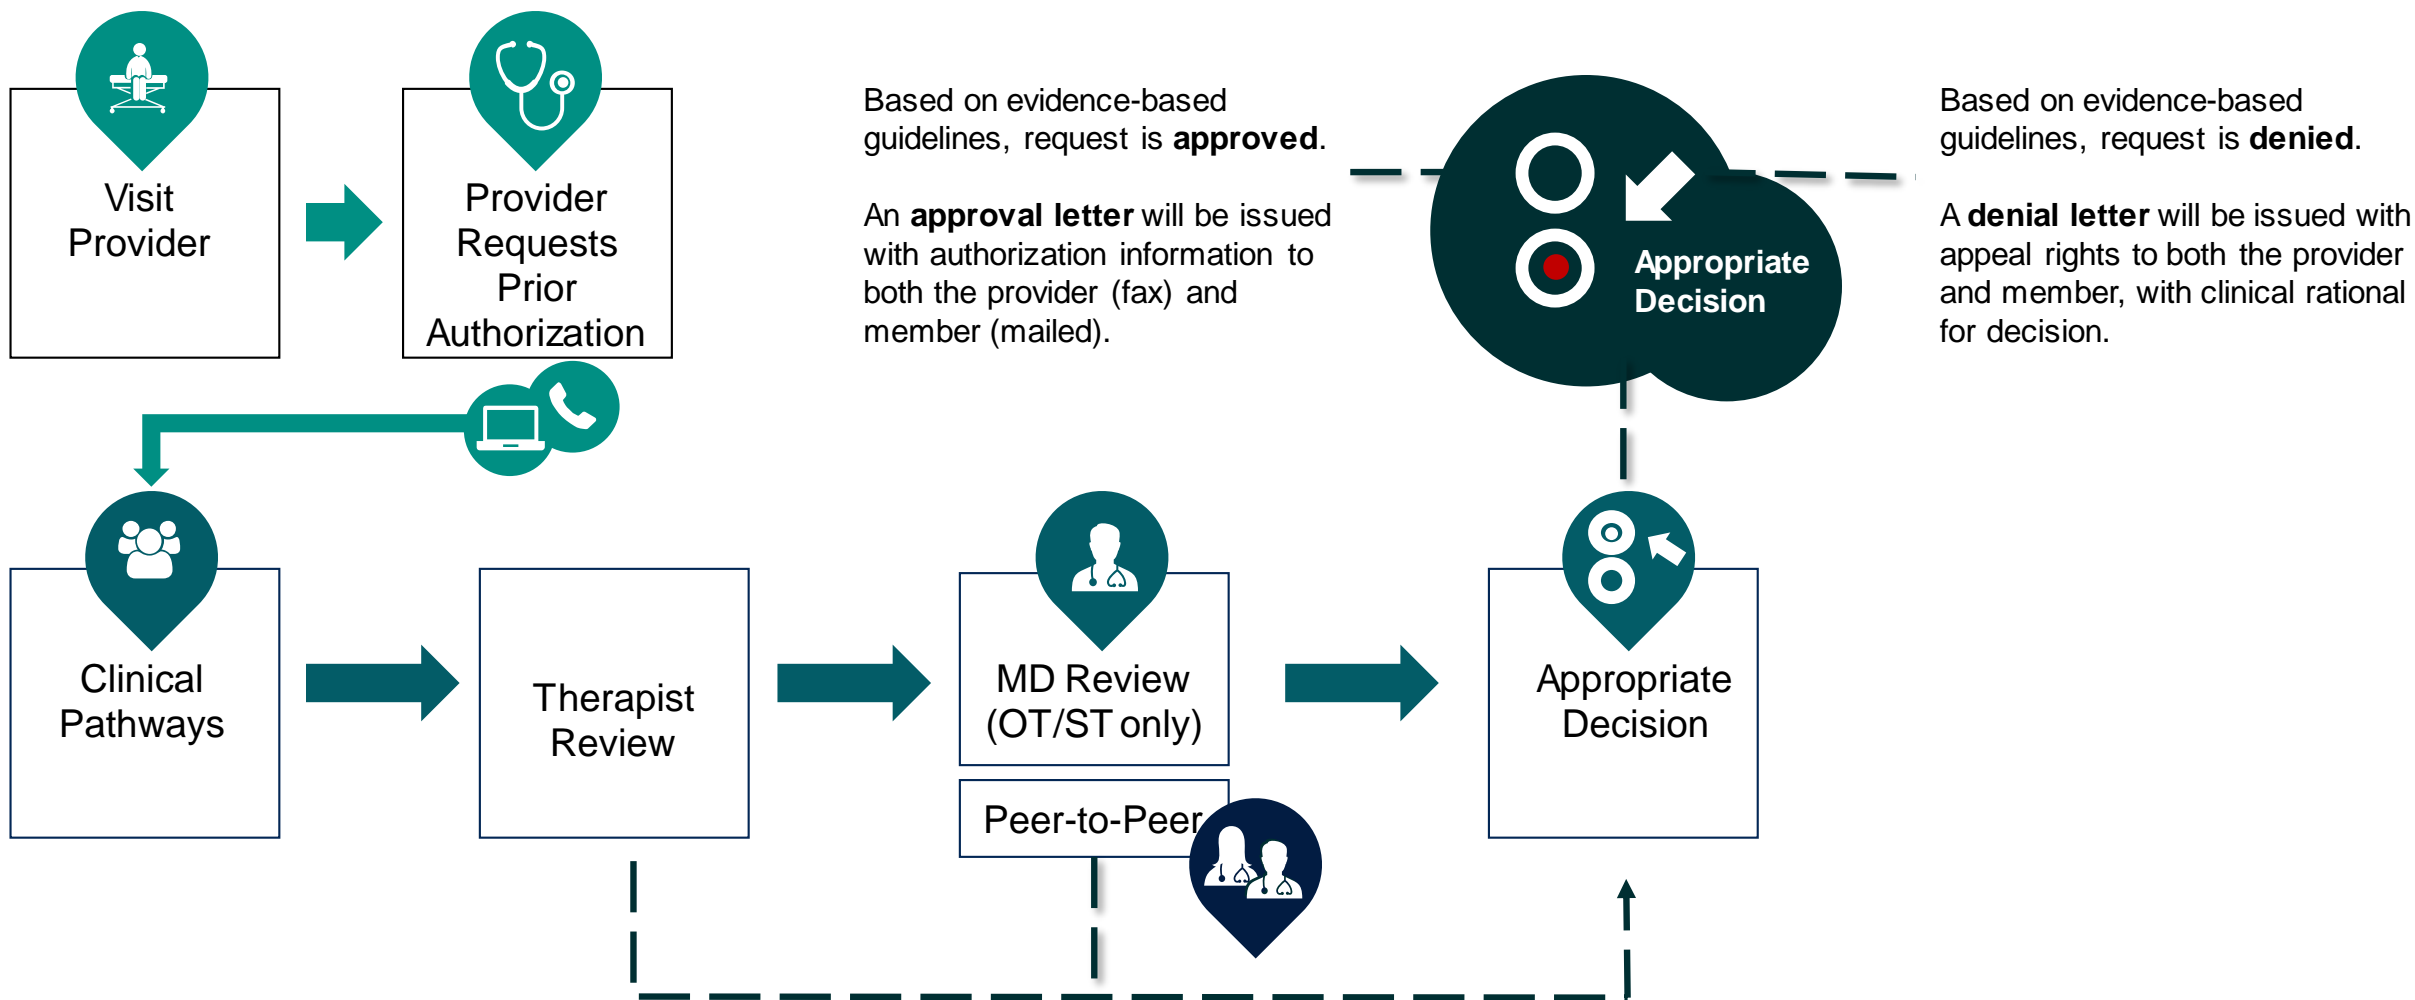 Visit
Provider
Provider
Requests
Prior
Authorization
Based on evidence-based
guidelines, request is approved.
An approval letter will be issued
with authorization information to
both the provider (fax) and
member (mailed).
Appropriate
Decision
Based on evidence-based
guidelines, request is denied.
A denial letter will be issued with
appeal rights to both the provider
and member, with clinical rational
for decision.
Clinical
Pathways
Therapist
Review
MD Review
(OT/ST only)
Peer-to-Peer
Appropriate
Decision